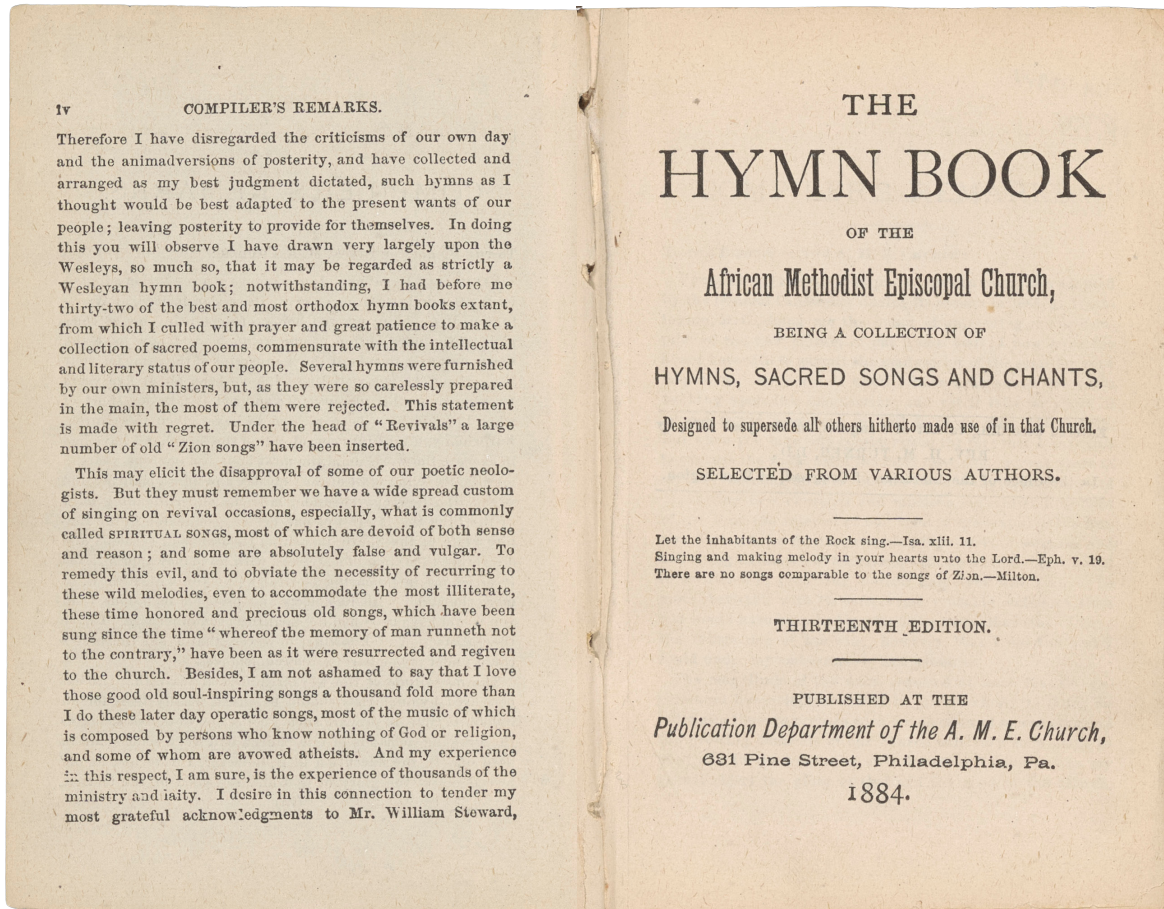 iv COMPILER'S REMARKS.
Therefore I have disregarded the criticisms of our own day
and the animadversions of posterity, and have collected and
arranged as my best judgment dictated, such hymns as I
thought would be best adapted to the present wants of our
people; leaving posterity to provide for themselves. In doing
this you will observe I have drawn very largely upon the
Wesleys, so much so, that it may be regarded as strictly a
Wesleyan hymn book; notwithstanding, I had before me
thirty-two of the best and most orthodox hymn books extant,
from which I culled with prayer and great patience to make a
collection of sacred poems, commensurate with the intellectual
and literary status of our people. Several hymns were furnished
by our own ministers, but, as they were so carelessly prepared
in the main, the most of them were rejected. This statement
is made with regret. Under the head of "Revivals" a large
number of old "Zion songs" have been inserted.
This may elicit the disapproval of some of our poetic neolo-
gists. But they must remember we have a wide spread custom
of singing on revival occasions, especially, what is commonly
called SPIRITUAL SONGS, most of which are devoid of both sense
and reason; and some are absolutely false and vulgar. To
remedy this evil, and to obviate the necessity of recurring to
these wild melodies, even to accommodate the most illiterate,
these time honored and precious old songs, which have been
sung since the time "whereof the memory of man runneth not
to the contrary," have been as it were resurrected and regiven
to the church. Besides, I am not ashamed to say that I love
those good old soul-inspiring songs a thousand fold more than
I do these later day operatic songs, most of the music of which
is composed by persons who know nothing of God or religion,
and some of whom are avowed atheists. And my experience
in this respect, I am sure, is the experience of thousands of the
ministry and laity. I desire in this connection to tender my
most grateful acknowledgments to Mr. William Steward,
THE
HYMN BOOK
OF THE
African Methodist Episcopal Church,
BEING A COLLECTION OF
HYMNS, SACRED SONGS AND CHANTS,
Designed to supersede all others hitherto made use of in that Church.
SELECTED FROM VARIOUS AUTHORS.
Let the inhabitants of the Rock sing.—Isa. xlii. 11.
Singing and making melody in your hearts unto the Lord.—Eph. v. 19.
There are no songs comparable to the songs of Zion.—Milton.
THIRTEENTH EDITION.
PUBLISHED AT THE
Publication Department of the A. M. E. Church,
631 Pine Street, Philadelphia, Pa.
1884.